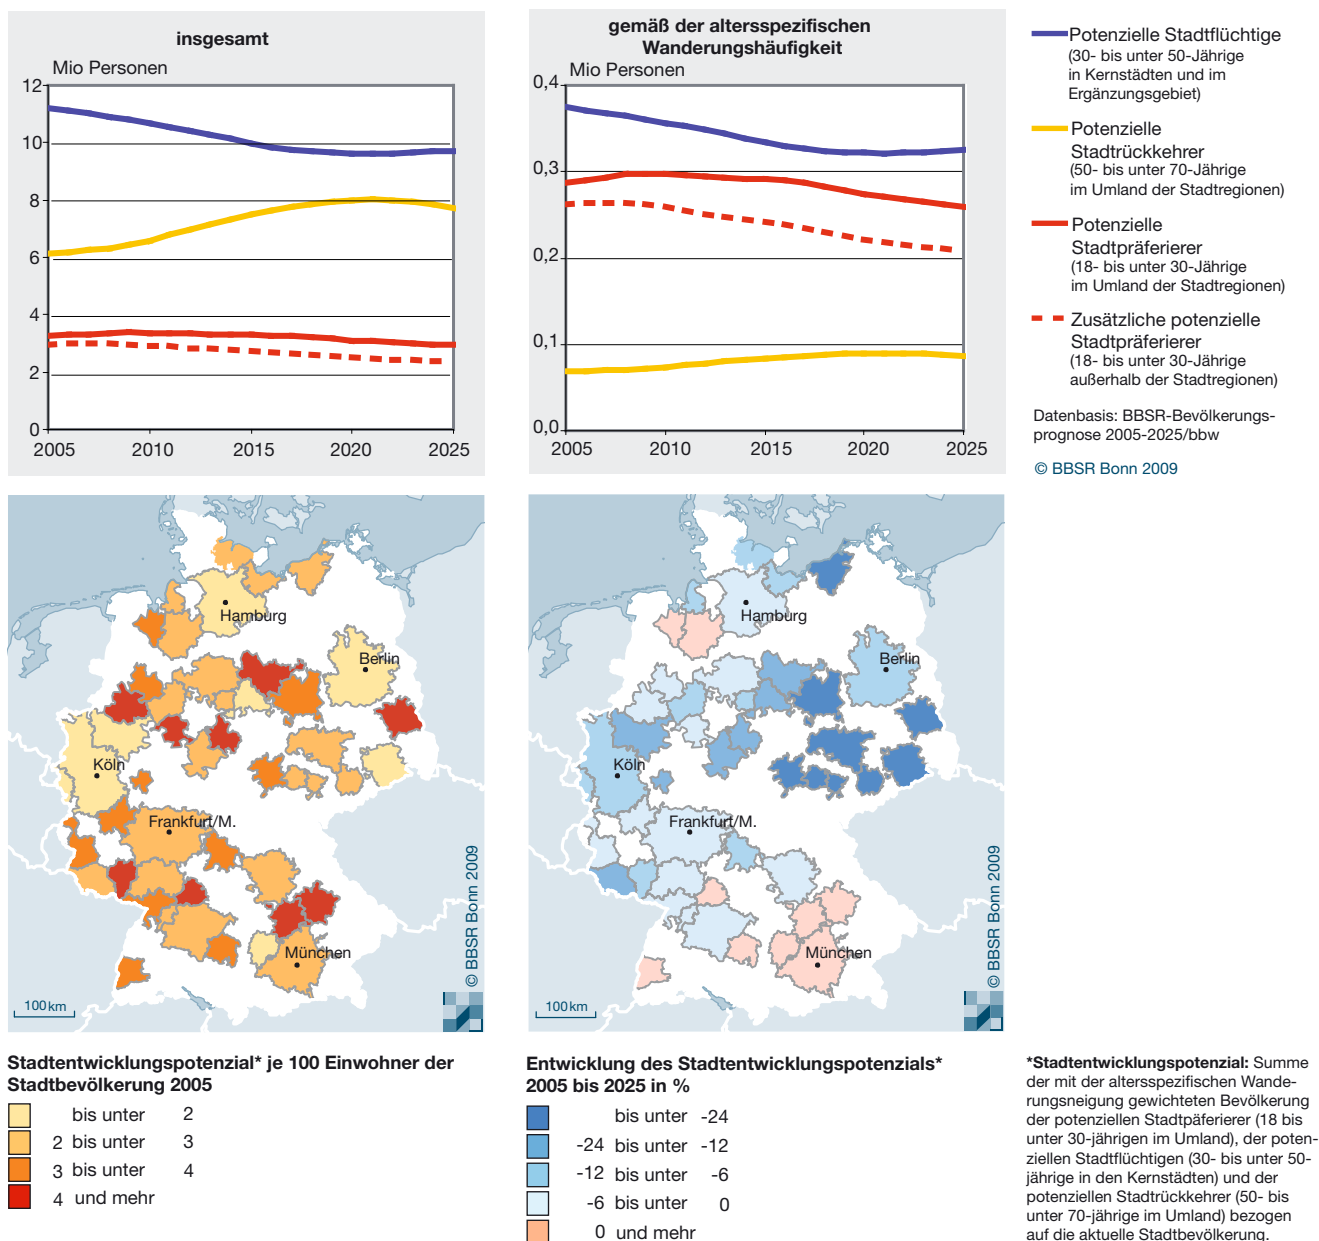 insgesamt
Mio Personen
12
10
8
6
4
2
0
2005 2010 2015 2020 2025
gemäß der altersspezifischen
Wanderungshäufigkeit
Mio Personen
0,4
0,3
0,2
0,1
0,0
2005 2010 2015 2020 2025
Potenzielle Stadtflüchtige
(30- bis unter 50-Jährige
in Kernstädten und im
Ergänzungsgebiet)
Potenzielle
Stadtrückkehrer
(50- bis unter 70-Jährige
im Umland der Stadtregionen)
Potenzielle
Stadtpräferierer
(18- bis unter 30-Jährige
im Umland der Stadtregionen)
Zusätzliche potenzielle
Stadtpräferierer
(18- bis unter 30-Jährige
außerhalb der Stadtregionen)
Datenbasis: BBSR-Bevölkerungs-
prognose 2005-2025/bbw
© BBSR Bonn 2009
Hamburg
Berlin
Köln
Frankfurt/M.
München
100 km
© BBSR Bonn 2009
Hamburg
Berlin
Köln
Frankfurt/M.
München
100 km
© BBSR Bonn 2009
Stadtentwicklungspotenzial* je 100 Einwohner der
Stadtbevölkerung 2005
bis unter 2
2 bis unter 3
3 bis unter 4
4 und mehr
Entwicklung des Stadtentwicklungspotenzials*
2005 bis 2025 in %
bis unter -24
-24 bis unter -12
-12 bis unter -6
-6 bis unter 0
0 und mehr
*Stadtentwicklungspotenzial: Summe
der mit der altersspezifischen Wande-
rungsneigung gewichteten Bevölkerung
der potenziellen Stadtpäferierer (18 bis
unter 30-jährigen im Umland), der poten-
ziellen Stadtflüchtigen (30- bis unter 50-
jährige in den Kernstädten) und der
potenziellen Stadtrückkehrer (50- bis
unter 70-jährige im Umland) bezogen
auf die aktuelle Stadtbevölkerung.